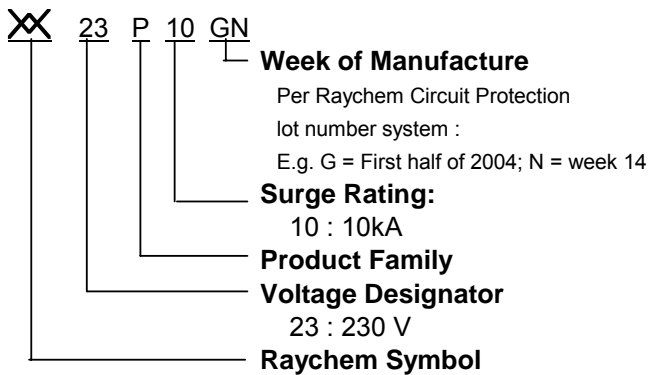 23 P 10 GN
Week of Manufacture
Per Raychem Circuit Protection
lot number system :
E.g. G = First half of 2004; N = week 14
Surge Rating:
10 : 10kA
Product Family
Voltage Designator
23 : 230 V
Raychem Symbol